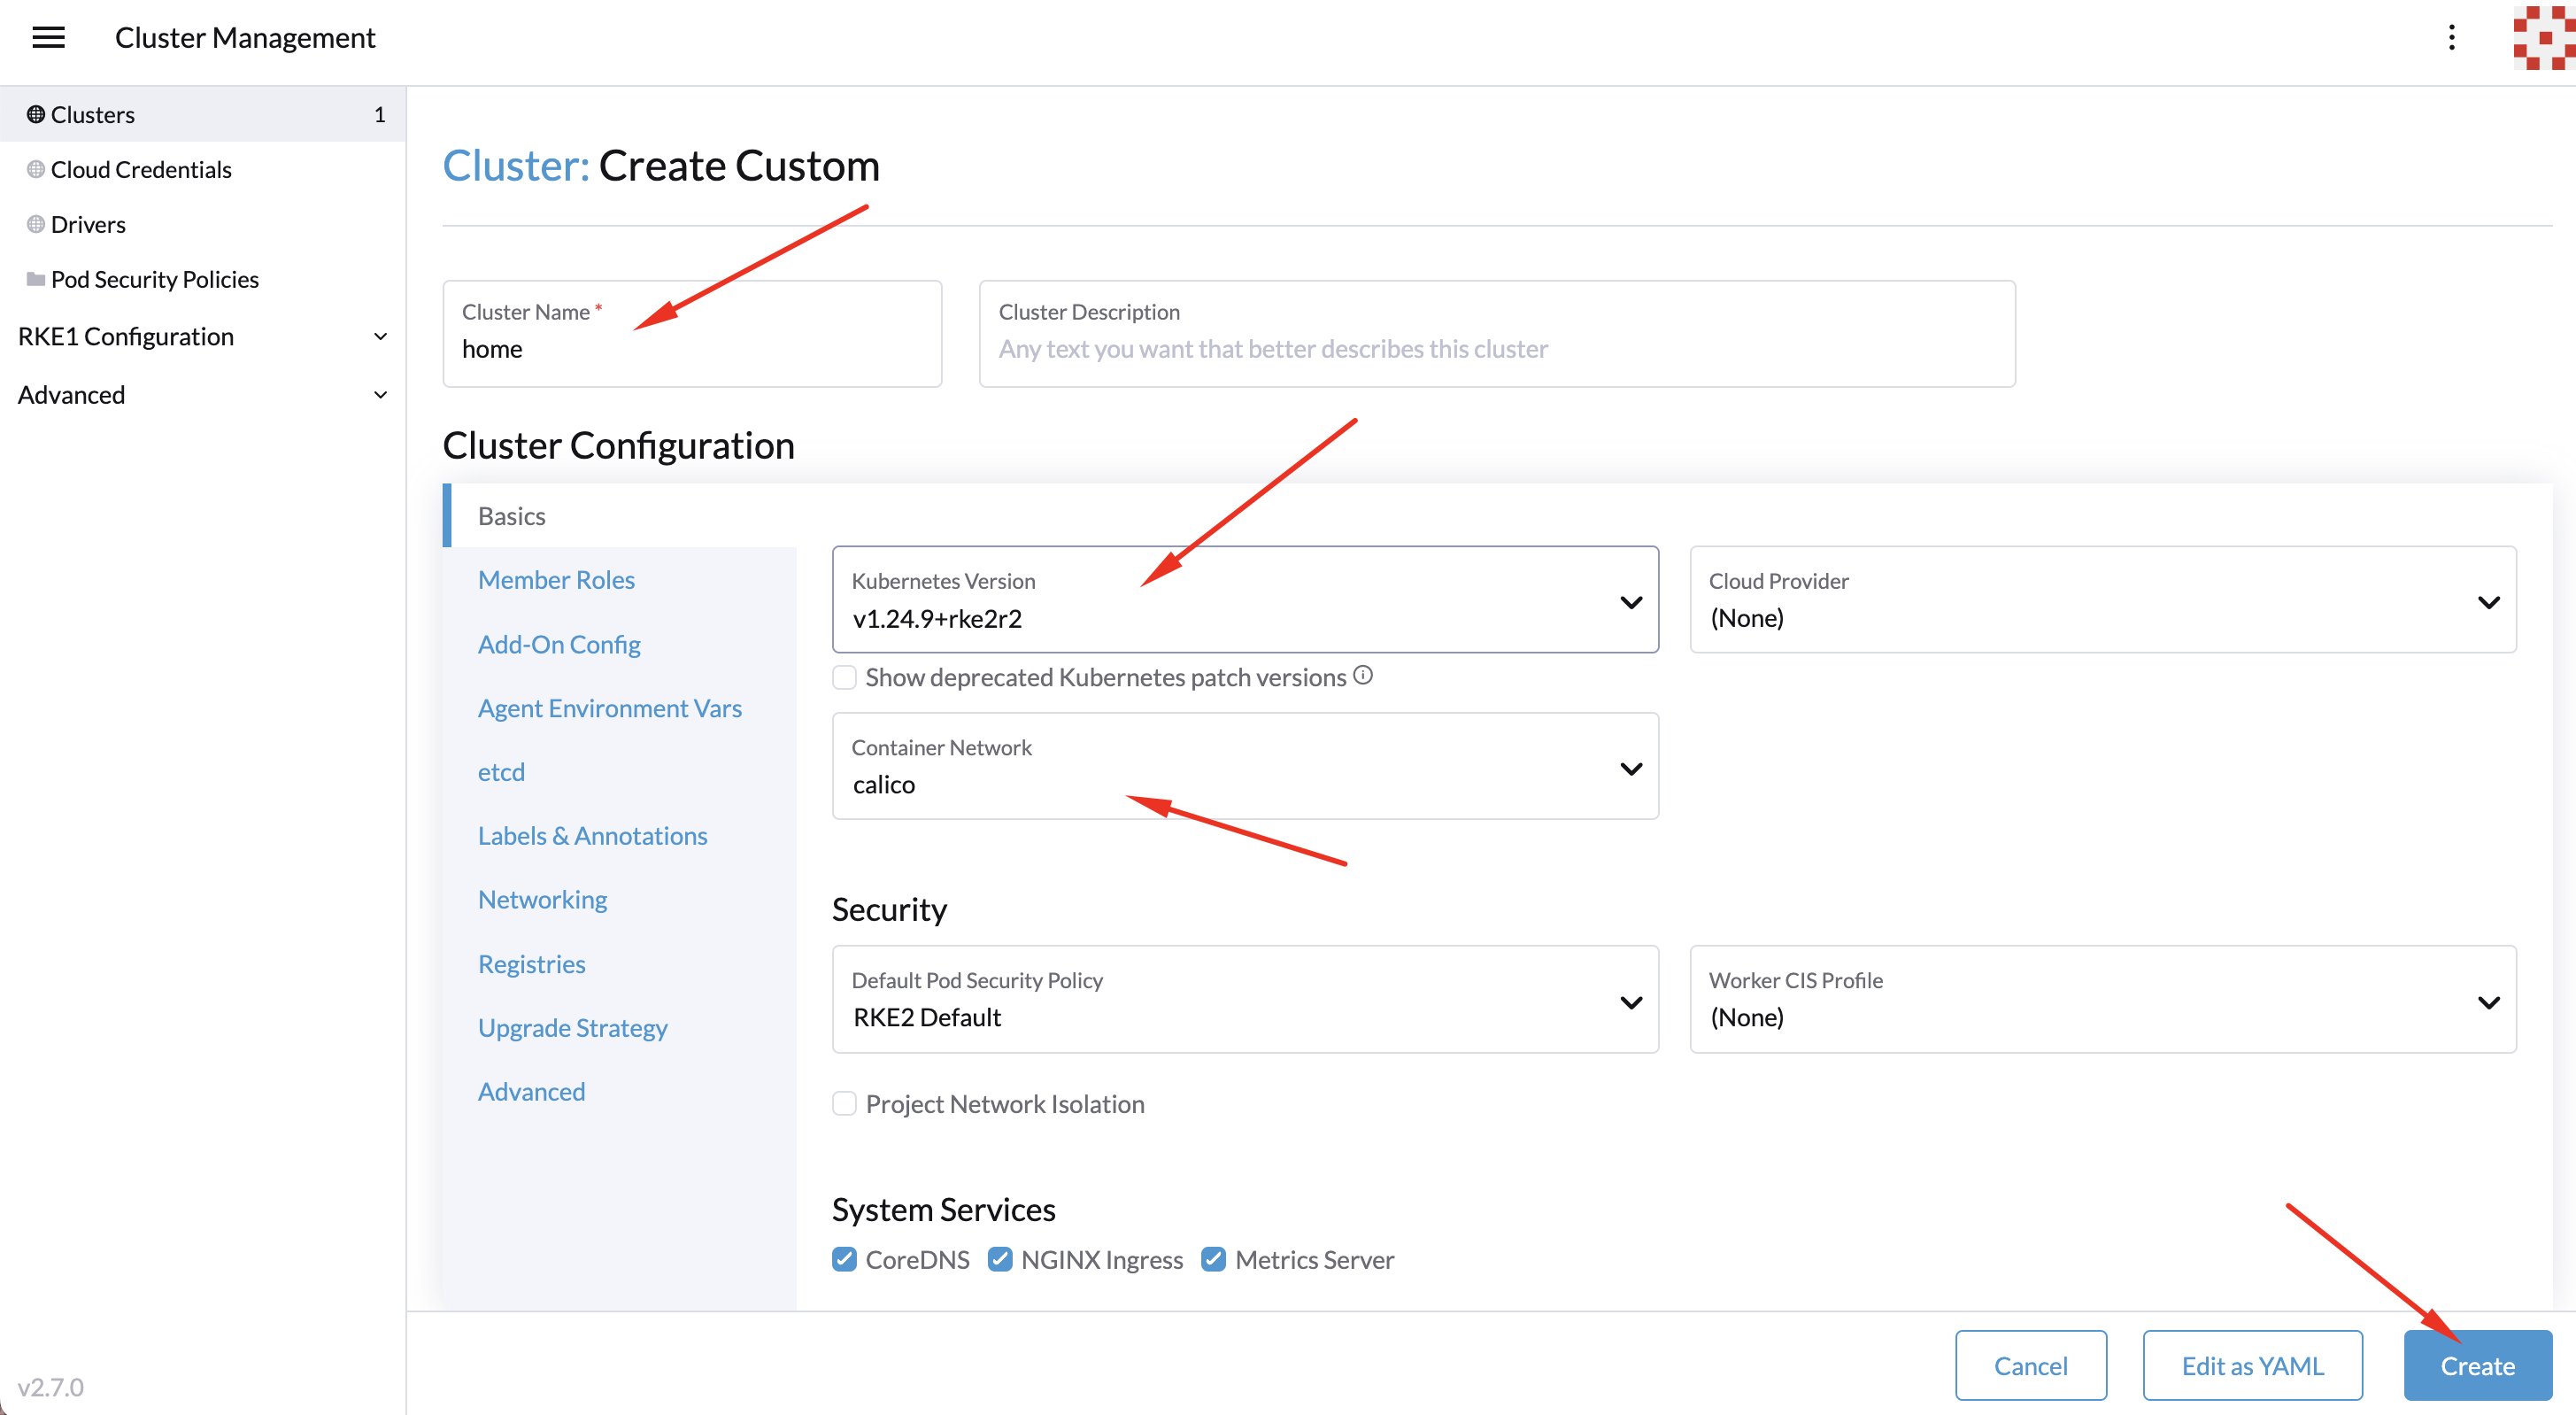 Cluster Management
Clusters 1
Cloud Credentials
Drivers
Pod Security Policies
RKE1 Configuration
Advanced
v2.7.0
Cluster: Create Custom
Cluster Name *
home
Cluster Description
Any text you want that better describes this cluster
Cluster Configuration
Basics
Member Roles
Add-On Config
Agent Environment Vars
etcd
Labels & Annotations
Networking
Registries
Upgrade Strategy
Advanced
Kubernetes Version
v1.24.9+rke2r2
Cloud Provider
(None)
Show deprecated Kubernetes patch versions
Container Network
calico
Security
Default Pod Security Policy
RKE2 Default
Worker CIS Profile
(None)
Project Network Isolation
System Services
CoreDNS NGINX Ingress Metrics Server
Cancel Edit as YAML Create